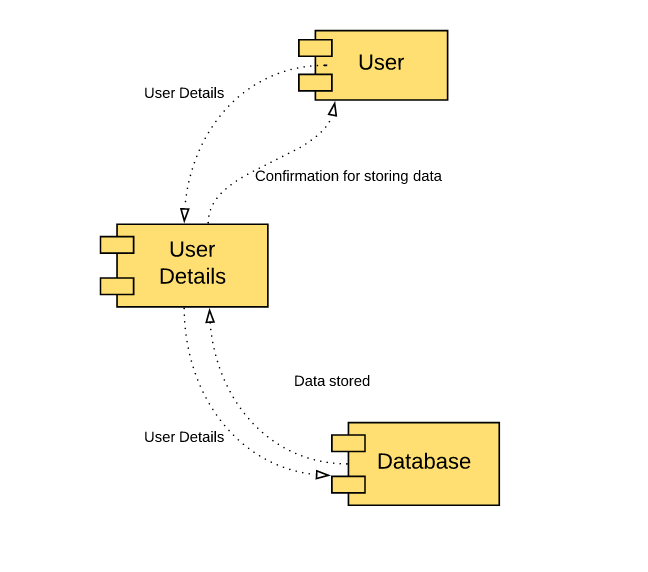 User
User Details
Confirmation for storing data
User
Details
Data stored
User Details
Database